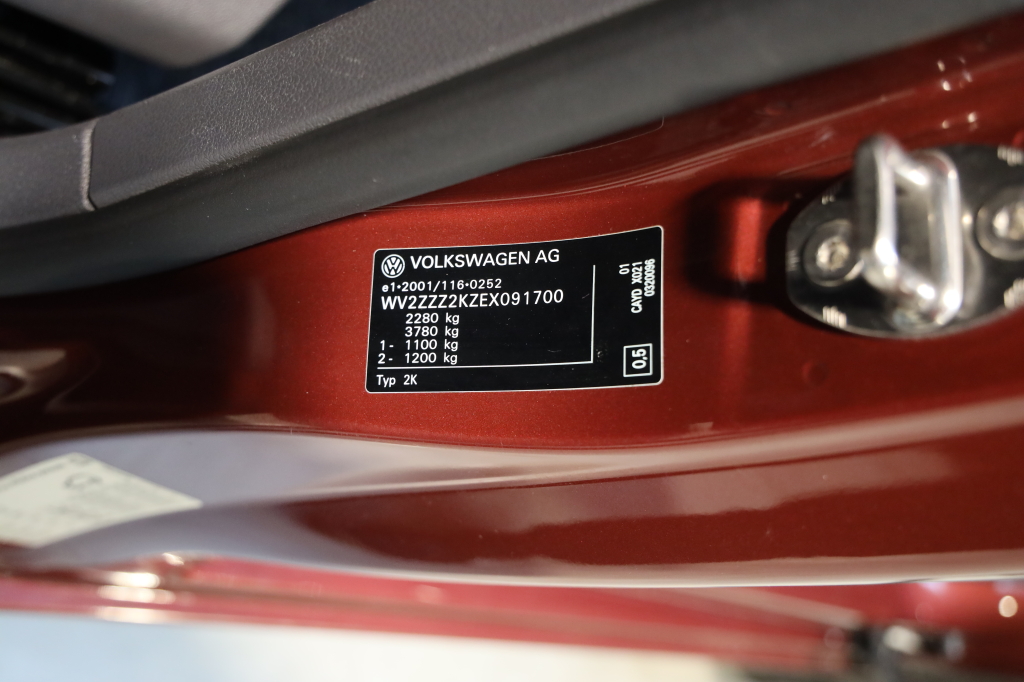 VOLKSWAGEN AG
e1*2001/116*0252
WV2ZZZ2KZEX091700
2280 kg
3780 kg
1- 1100 kg
2- 1200 kg
Typ 2K
01
CAYD X021
0320096
0,5